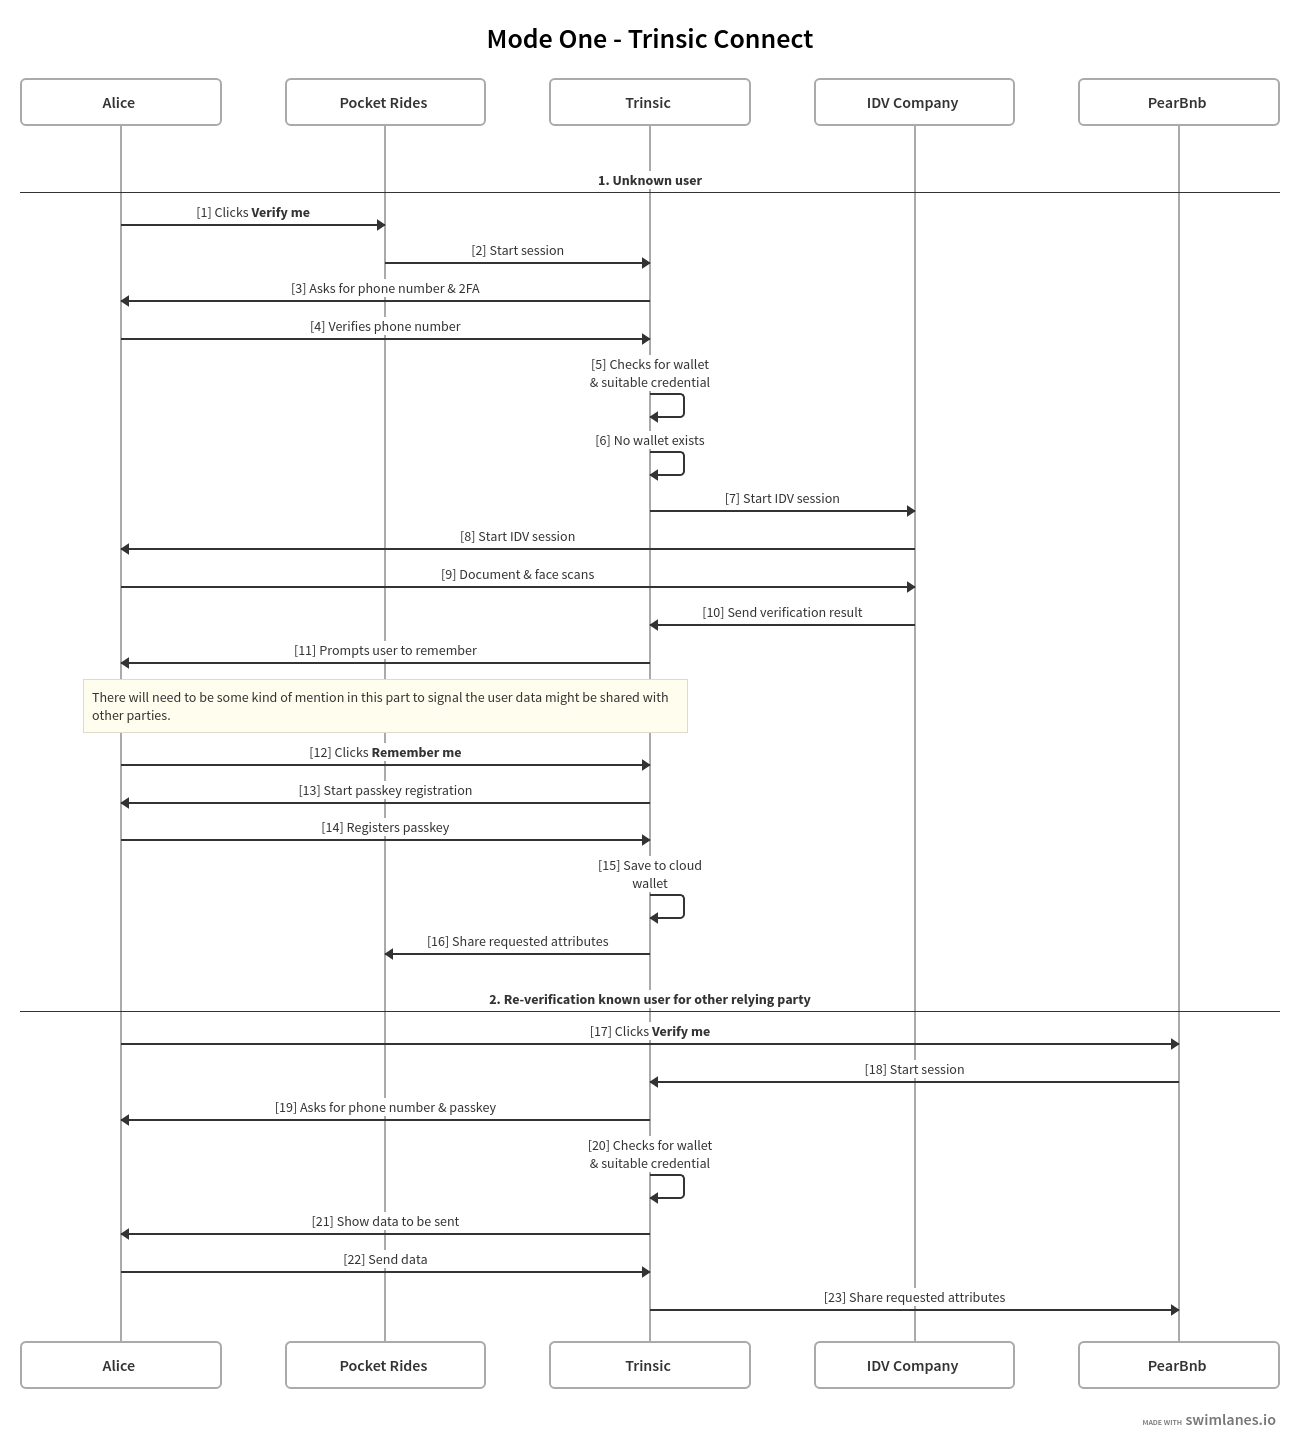 Mode One - Trinsic Connect
Alice
Pocket Rides
Trinsic
IDV Company
PearBnb
1. Unknown user
[1] Clicks Verify me
[2] Start session
[3] Asks for phone number & 2FA
[4] Verifies phone number
[5] Checks for wallet
& suitable credential
[6] No wallet exists
[7] Start IDV session
[8] Start IDV session
[9] Document & face scans
[10] Send verification result
[11] Prompts user to remember
There will need to be some kind of mention in this part to signal the user data might be shared with
other parties.
[12] Clicks Remember me
[13] Start passkey registration
[14] Registers passkey
[15] Save to cloud
wallet
[16] Share requested attributes
2. Re-verification known user for other relying party
[17] Clicks Verify me
[18] Start session
[19] Asks for phone number & passkey
[20] Checks for wallet
& suitable credential
[21] Show data to be sent
[22] Send data
[23] Share requested attributes
Alice
Pocket Rides
Trinsic
IDV Company
PearBnb
MADE WITH swimlanes.io